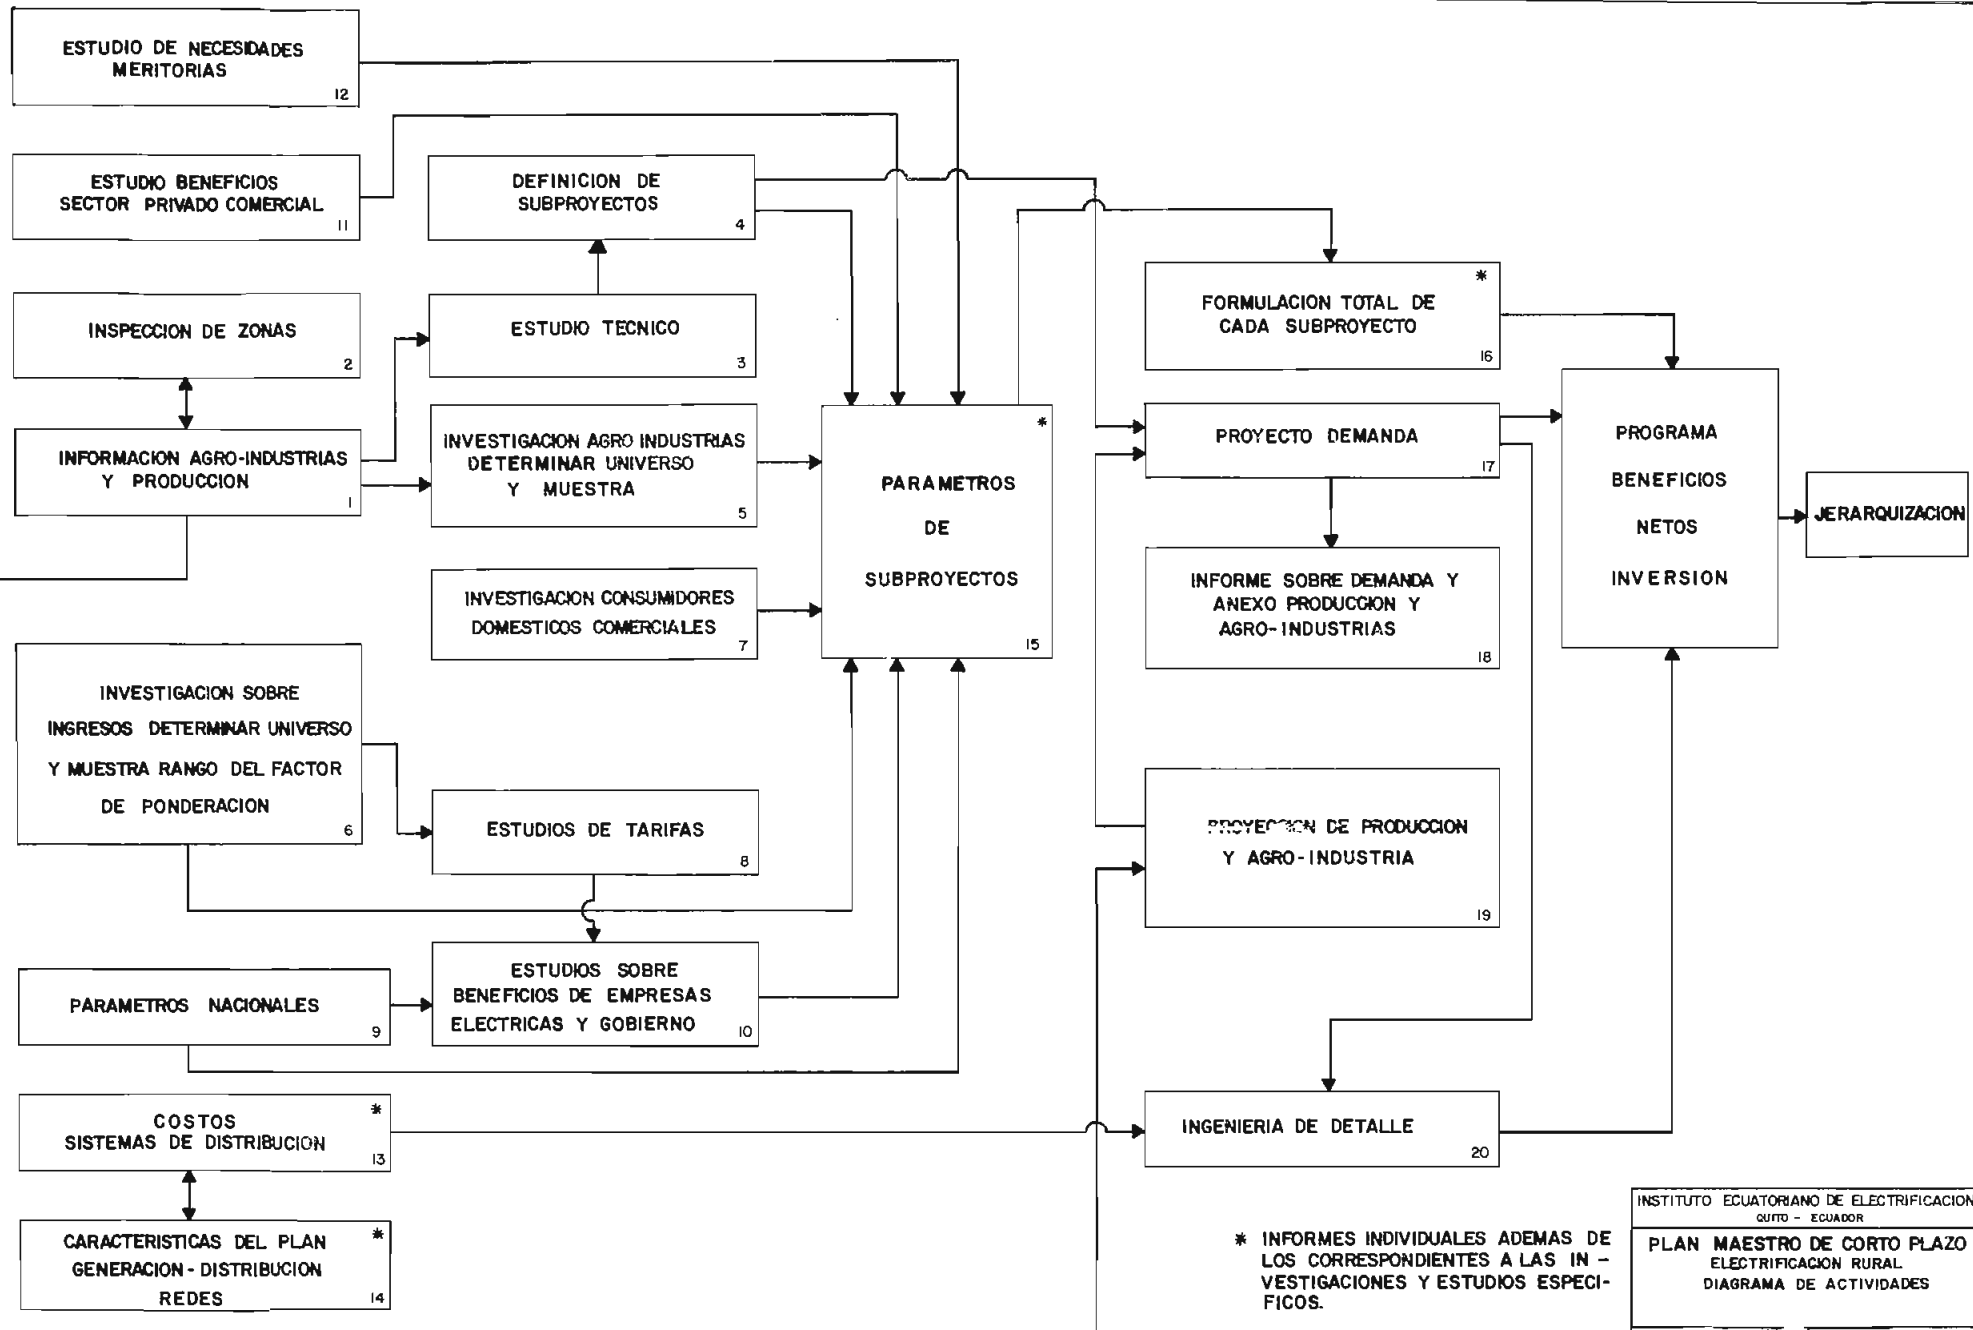 ESTUDIO DE NECESIDADES
MERITORIAS
12
ESTUDIO BENEFICIOS
SECTOR PRIVADO COMERCIAL
11
INSPECCION DE ZONAS
2
INFORMACION AGRO-INDUSTRIAS
Y PRODUCCION
1
INVESTIGACION SOBRE
INGRESOS DETERMINAR UNIVERSO
Y MUESTRA RANGO DEL FACTOR
DE PONDERACION
6
PARAMETROS NACIONALES
9
COSTOS *
SISTEMAS DE DISTRIBUCION
13
CARACTERISTICAS DEL PLAN *
GENERACION - DISTRIBUCION
REDES
14
DEFINICION DE
SUBPROYECTOS
4
ESTUDIO TECNICO
3
INVESTIGACION AGRO INDUSTRIAS
DETERMINAR UNIVERSO
Y MUESTRA
5
INVESTIGACION CONSUMIDORES
DOMESTICOS COMERCIALES
7
ESTUDIOS DE TARIFAS
8
ESTUDIOS SOBRE
BENEFICIOS DE EMPRESAS
ELECTRICAS Y GOBIERNO
10
*
PARAMETROS
DE
SUBPROYECTOS
15
*
FORMULACION TOTAL DE
CADA SUBPROYECTO
16
PROYECTO DEMANDA
17
INFORME SOBRE DEMANDA Y
ANEXO PRODUCCION Y
AGRO-INDUSTRIAS
18
PROYECCION DE PRODUCCION
Y AGRO-INDUSTRIA
19
INGENIERIA DE DETALLE
20
PROGRAMA
BENEFICIOS
NETOS
INVERSION
JERARQUIZACION
* INFORMES INDIVIDUALES ADEMAS DE
LOS CORRESPONDIENTES A LAS IN -
VESTIGACIONES Y ESTUDIOS ESPECI-
FICOS.
INSTITUTO ECUATORIANO DE ELECTRIFICACION
QUITO - ECUADOR
PLAN MAESTRO DE CORTO PLAZO
ELECTRIFICACION RURAL
DIAGRAMA DE ACTIVIDADES